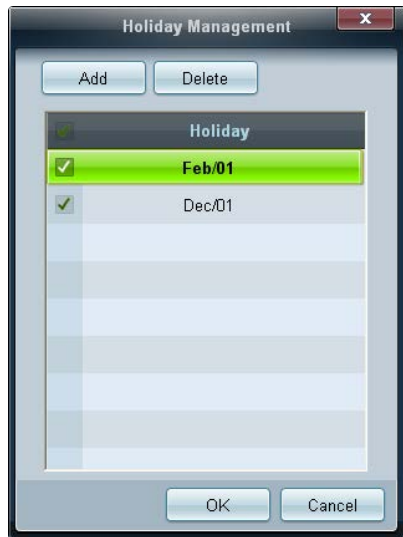 Holiday Management
x
Add Delete
Holiday
Feb/01
Dec/01
OK Cancel